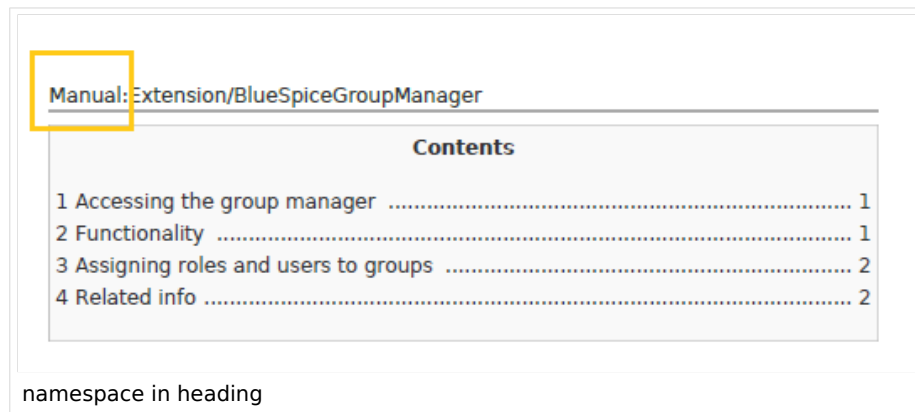 Manual:Extension/BlueSpiceGroupManager
Contents
1 Accessing the group manager ........................................................................................ 1
2 Functionality ........................................................................................................................ 1
3 Assigning roles and users to groups ............................................................................ 2
4 Related info ........................................................................................................................... 2
namespace in heading